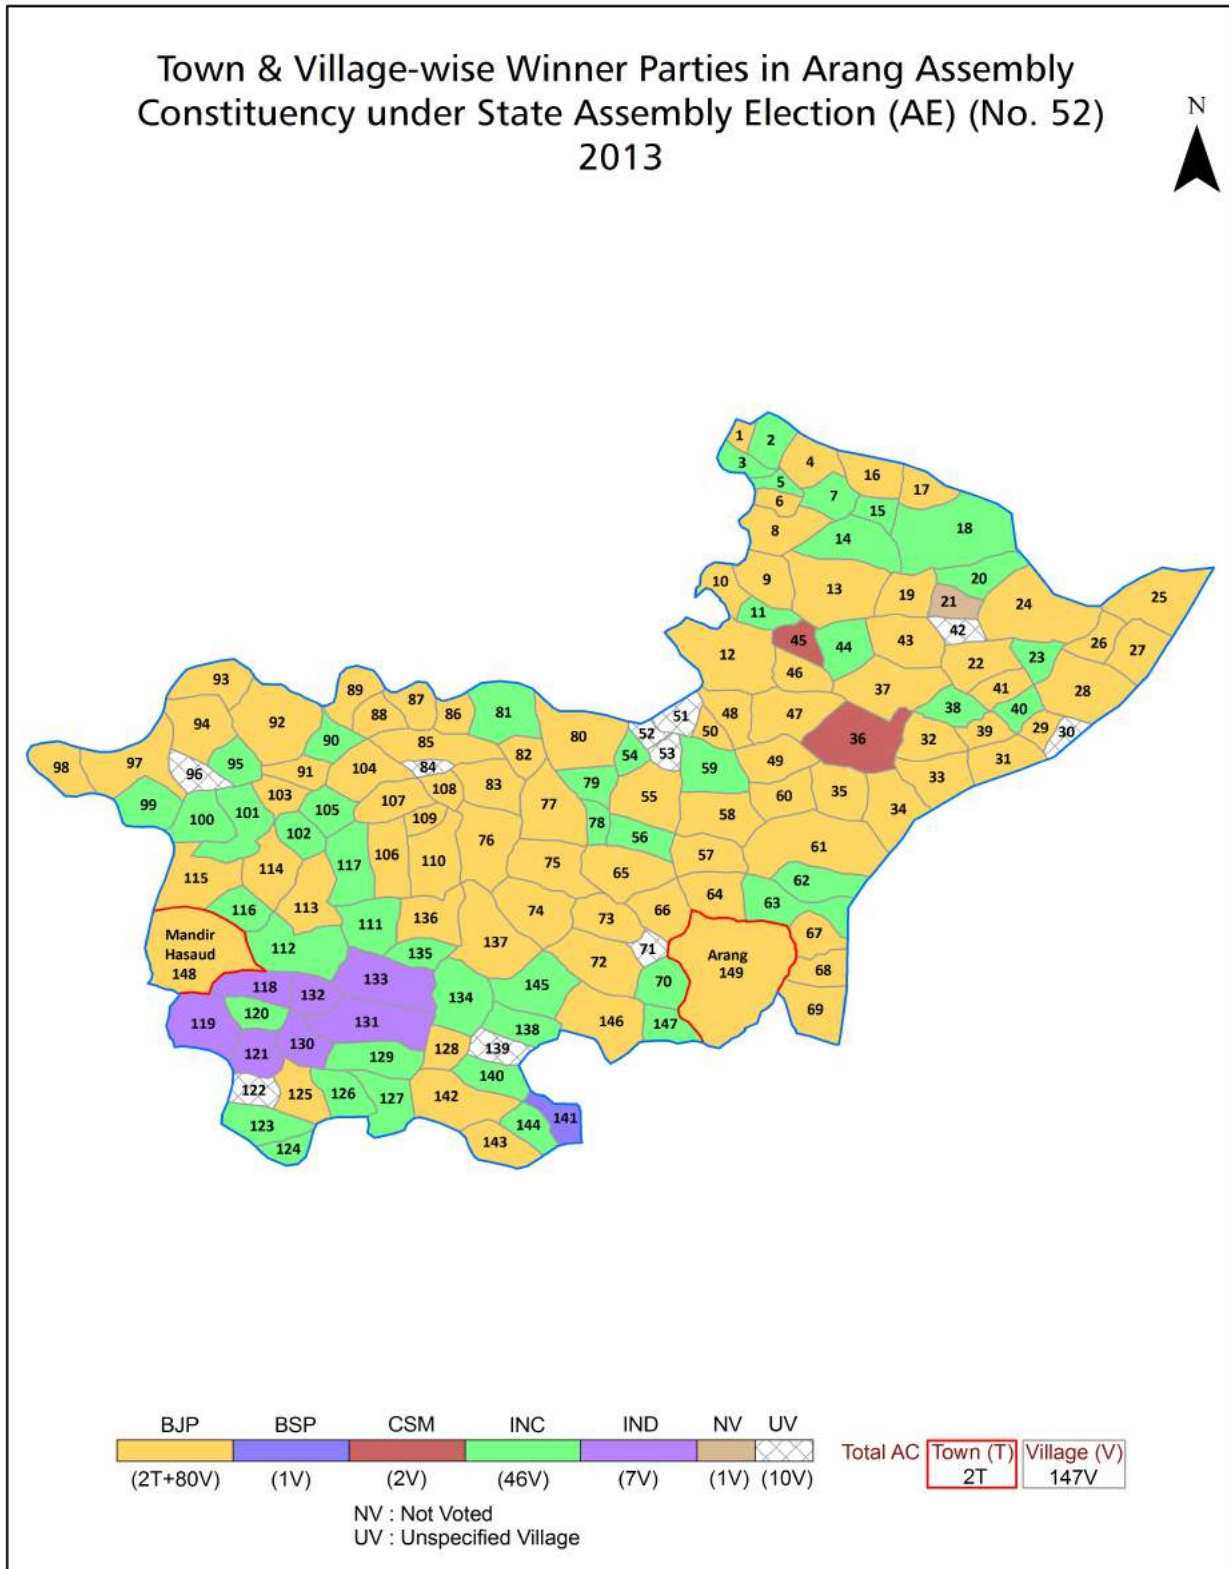 Town & Village-wise Winner Parties in Arang Assembly
Constituency under State Assembly Election (AE) (No. 52)
2013
N
1 2
3 4
5 16
6 7 17
15
8 14 18
10 9 13 19 20
21 24 25
11
45 44 43 42
12 26 27
46 22 23
93 37 41 28
89 87
94 92 88 86 81 48 47 38 40
51 50 39 29 30
90 80 52 36 32
98 97 96 95 85 82 54 53 31
91 104 84 59 49 33
99 103 107 108 83 79 55 60 35 34
100 101 105 109 77 78 58
102 56 61
117 106 110 76
115 114 75 65 57
62
116 113 111 136 74 73 66 64 63
Mandir
Hasaud
148
112 135 137 71 67
72 Arang
149
68
118 132 133 134 145 70
119 120 131 138 146 147 69
121 130 129 128 139
122 125 126 127 142 140
123 144 141
124 143
BJP BSP CSM INC IND NV UV
(2T+80V) (1V) (2V) (46V) (7V) (1V) (10V)
Total AC Town (T) Village (V)
2T 147V
NV : Not Voted
UV : Unspecified Village